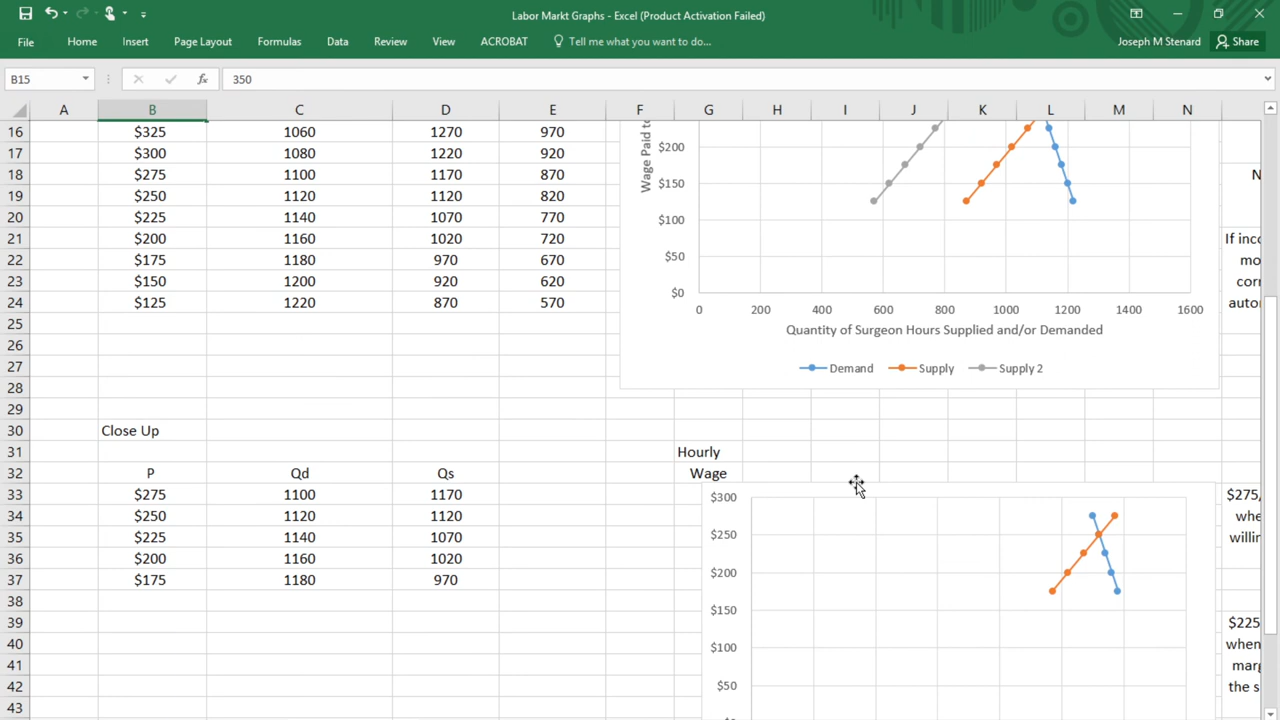 Labor Markt Graphs - Excel (Product Activation Failed)
File Home Insert Page Layout Formulas Data Review View ACROBAT Tell me what you want to do... Joseph M Stenard Share
B15 fx 350
A B C D E F G H I J K L M N
16 $325 1060 1270 970
17 $300 1080 1220 920
18 $275 1100 1170 870
19 $250 1120 1120 820
20 $225 1140 1070 770
21 $200 1160 1020 720
22 $175 1180 970 670
23 $150 1200 920 620
24 $125 1220 870 570
25
26
27
28
29
30 Close Up
31
32 P Qd Qs
33 $275 1100 1170
34 $250 1120 1120
35 $225 1140 1070
36 $200 1160 1020
37 $175 1180 970
38
39
40
41
42
43
Wage Paid to
$200
$150
$100
$50
$0
0 200 400 600 800 1000 1200 1400 1600
Quantity of Surgeon Hours Supplied and/or Demanded
Demand Supply Supply 2
Hourly
Wage
$300
$250
$200
$150
$100
$50
N
If inc
mo
corr
auto
$275/
whe
willin
$225
when
marg
the s